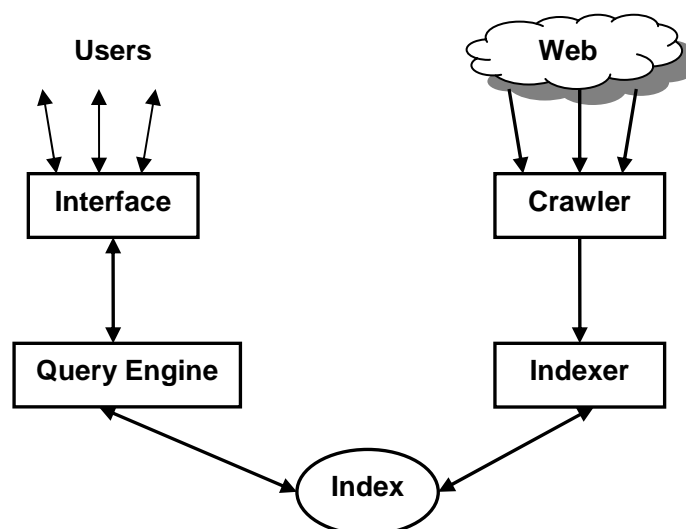 Users
Web
Interface
Crawler
Query Engine
Indexer
Index